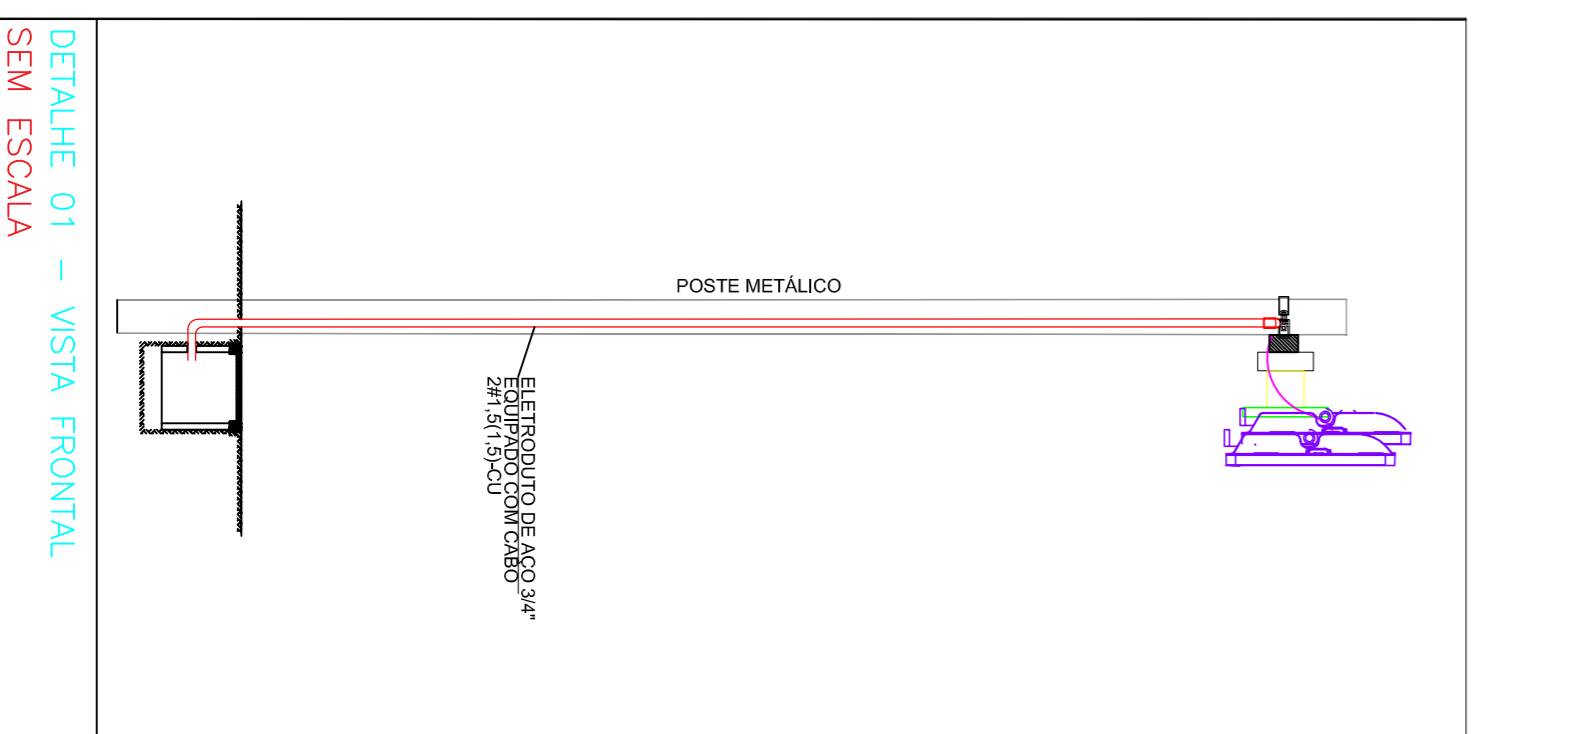 DETALHE 01 - VISTA FRONTAL
SEM ESCALA
POSTE METÁLICO
ELETRODUTO DE AÇO 3/4"
EQUIPADO COM CABO
2#1,5(1,5)-CU